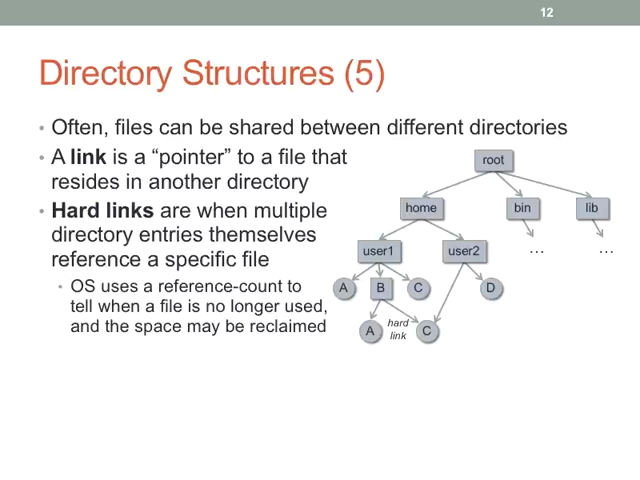 12
Directory Structures (5)
• Often, files can be shared between different directories
• A link is a “pointer” to a file that
resides in another directory
• Hard links are when multiple
directory entries themselves
reference a specific file
• OS uses a reference-count to
tell when a file is no longer used,
and the space may be reclaimed
root
home bin lib
user1 user2 … …
A B C D
A hard link C